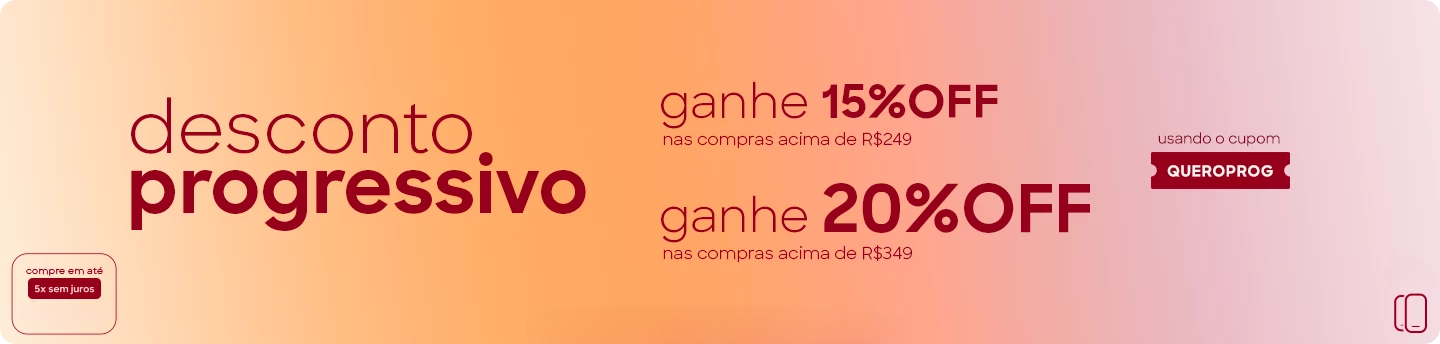 desconto
progressivo
ganhe 15%OFF
nas compras acima de R$249
ganhe 20%OFF
nas compras acima de R$349
usando o cupom
QUEROPROG
compre em até
5x sem juros